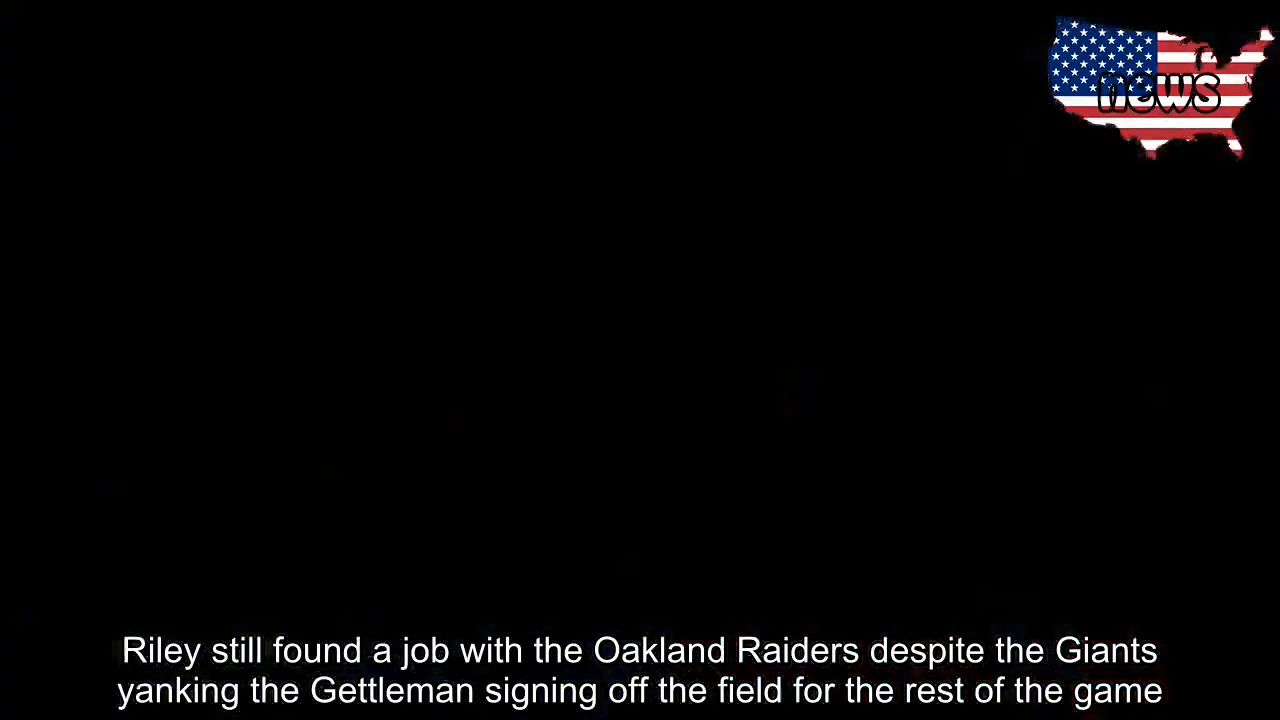 news
Riley still found a job with the Oakland Raiders despite the Giants
yanking the Gettleman signing off the field for the rest of the game